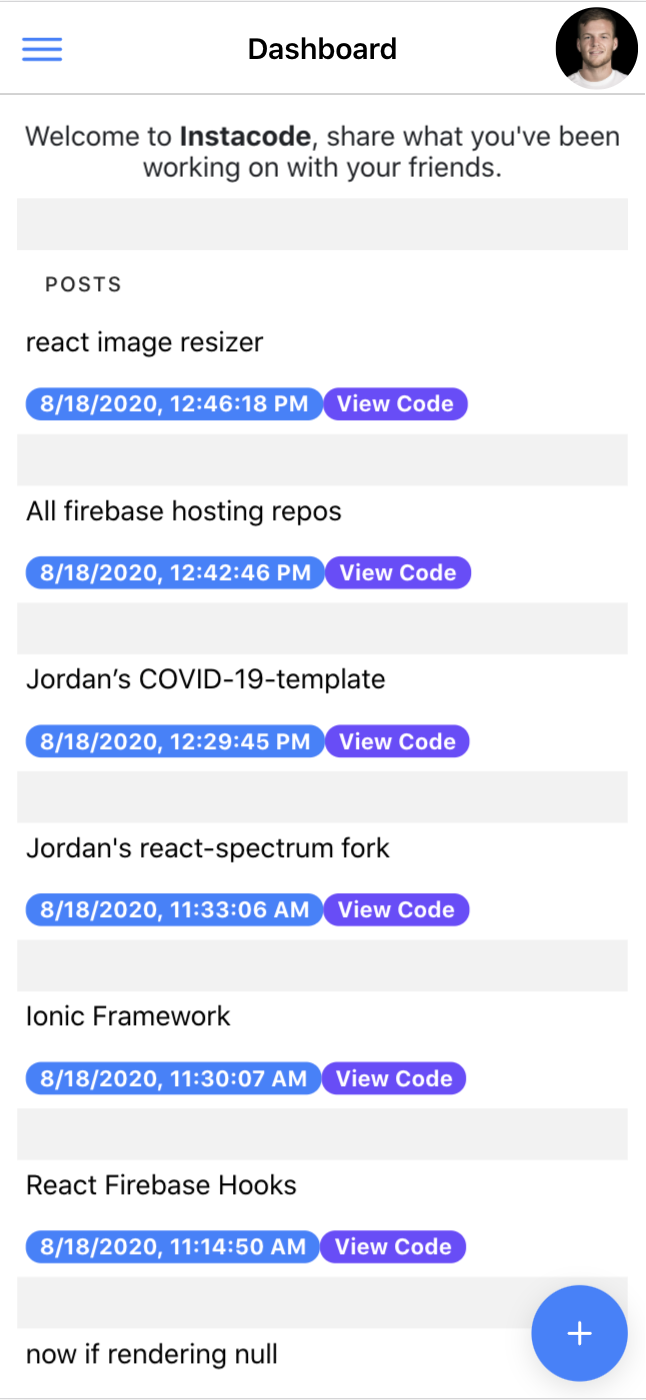 Dashboard
Welcome to Instacode, share what you've been
working on with your friends.
POSTS
react image resizer
8/18/2020, 12:46:18 PM View Code
All firebase hosting repos
8/18/2020, 12:42:46 PM View Code
Jordan’s COVID-19-template
8/18/2020, 12:29:45 PM View Code
Jordan's react-spectrum fork
8/18/2020, 11:33:06 AM View Code
Ionic Framework
8/18/2020, 11:30:07 AM View Code
React Firebase Hooks
8/18/2020, 11:14:50 AM View Code
+
now if rendering null